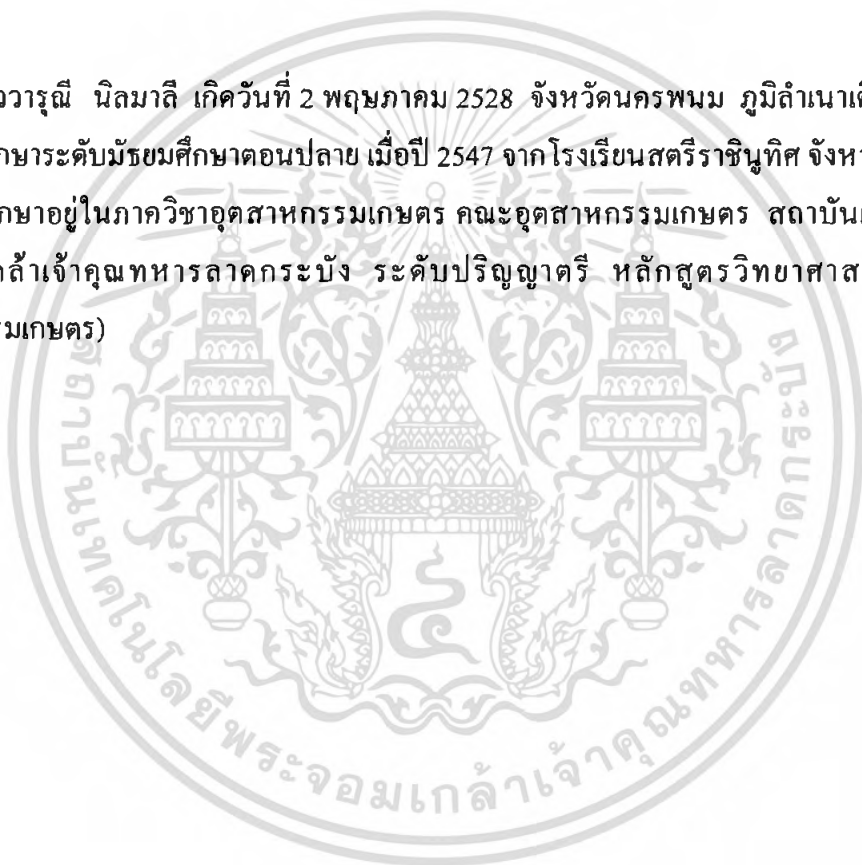 วารุณี นิลมาลี เกิดวันที่ 2 พฤษภาคม 2528 จังหวัดนครพนม ภูมิลำเนา
ษาระดับมัธยมศึกษาตอนปลาย เมื่อปี 2547 จากโรงเรียนสตรีราชินูทิศ
กษาอยู่ในภาควิชาอุตสาหกรรมเกษตร คณะอุตสาหกรรมเกษตร สถาบัน
ล้าเจ้าคุณทหารลาดกระบัง ระดับปริญญาตรี หลักสูตรวิทยาศาส
รมเกษตร)
สถาบันเทคโนโลยีพระจอมเกล้าเจ้าคุณทหารลาดกระบัง
๔